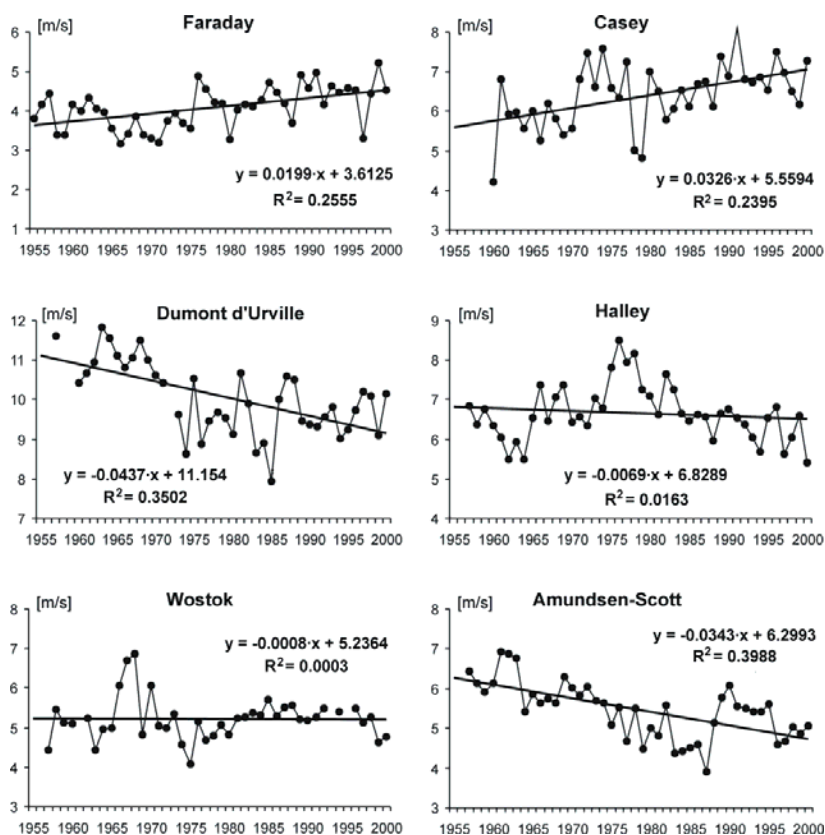 [m/s] Faraday
6
5
4
3
2
1
1955 1960 1965 1970 1975 1980 1985 1990 1995 2000
y = 0.0199·x + 3.6125
R² = 0.2555
[m/s] Casey
8
7
6
5
4
3
1955 1960 1965 1970 1975 1980 1985 1990 1995 2000
y = 0.0326·x + 5.5594
R² = 0.2395
[m/s] Dumont d'Urville
12
11
10
9
8
7
1955 1960 1965 1970 1975 1980 1985 1990 1995 2000
y = -0.0437·x + 11.154
R² = 0.3502
[m/s] Halley
9
8
7
6
5
4
1955 1960 1965 1970 1975 1980 1985 1990 1995 2000
y = -0.0069·x + 6.8289
R² = 0.0163
[m/s] Wostok
8
7
6
5
4
3
1955 1960 1965 1970 1975 1980 1985 1990 1995 2000
y = -0.0008·x + 5.2364
R² = 0.0003
[m/s] Amundsen-Scott
8
7
6
5
4
3
1955 1960 1965 1970 1975 1980 1985 1990 1995 2000
y = -0.0343·x + 6.2993
R² = 0.3988